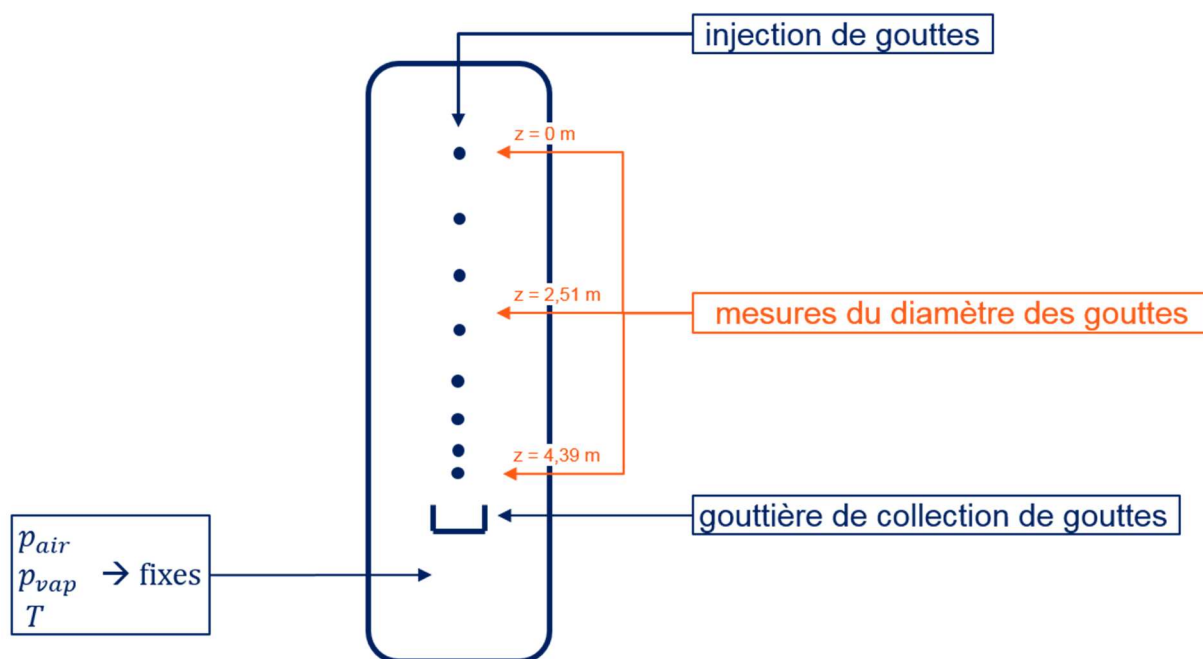 injection de gouttes
z = 0 m
z = 2,51 m
mesures du diamètre des gouttes
z = 4,39 m
gouttière de collection de gouttes
p_air
p_vap → fixes
T